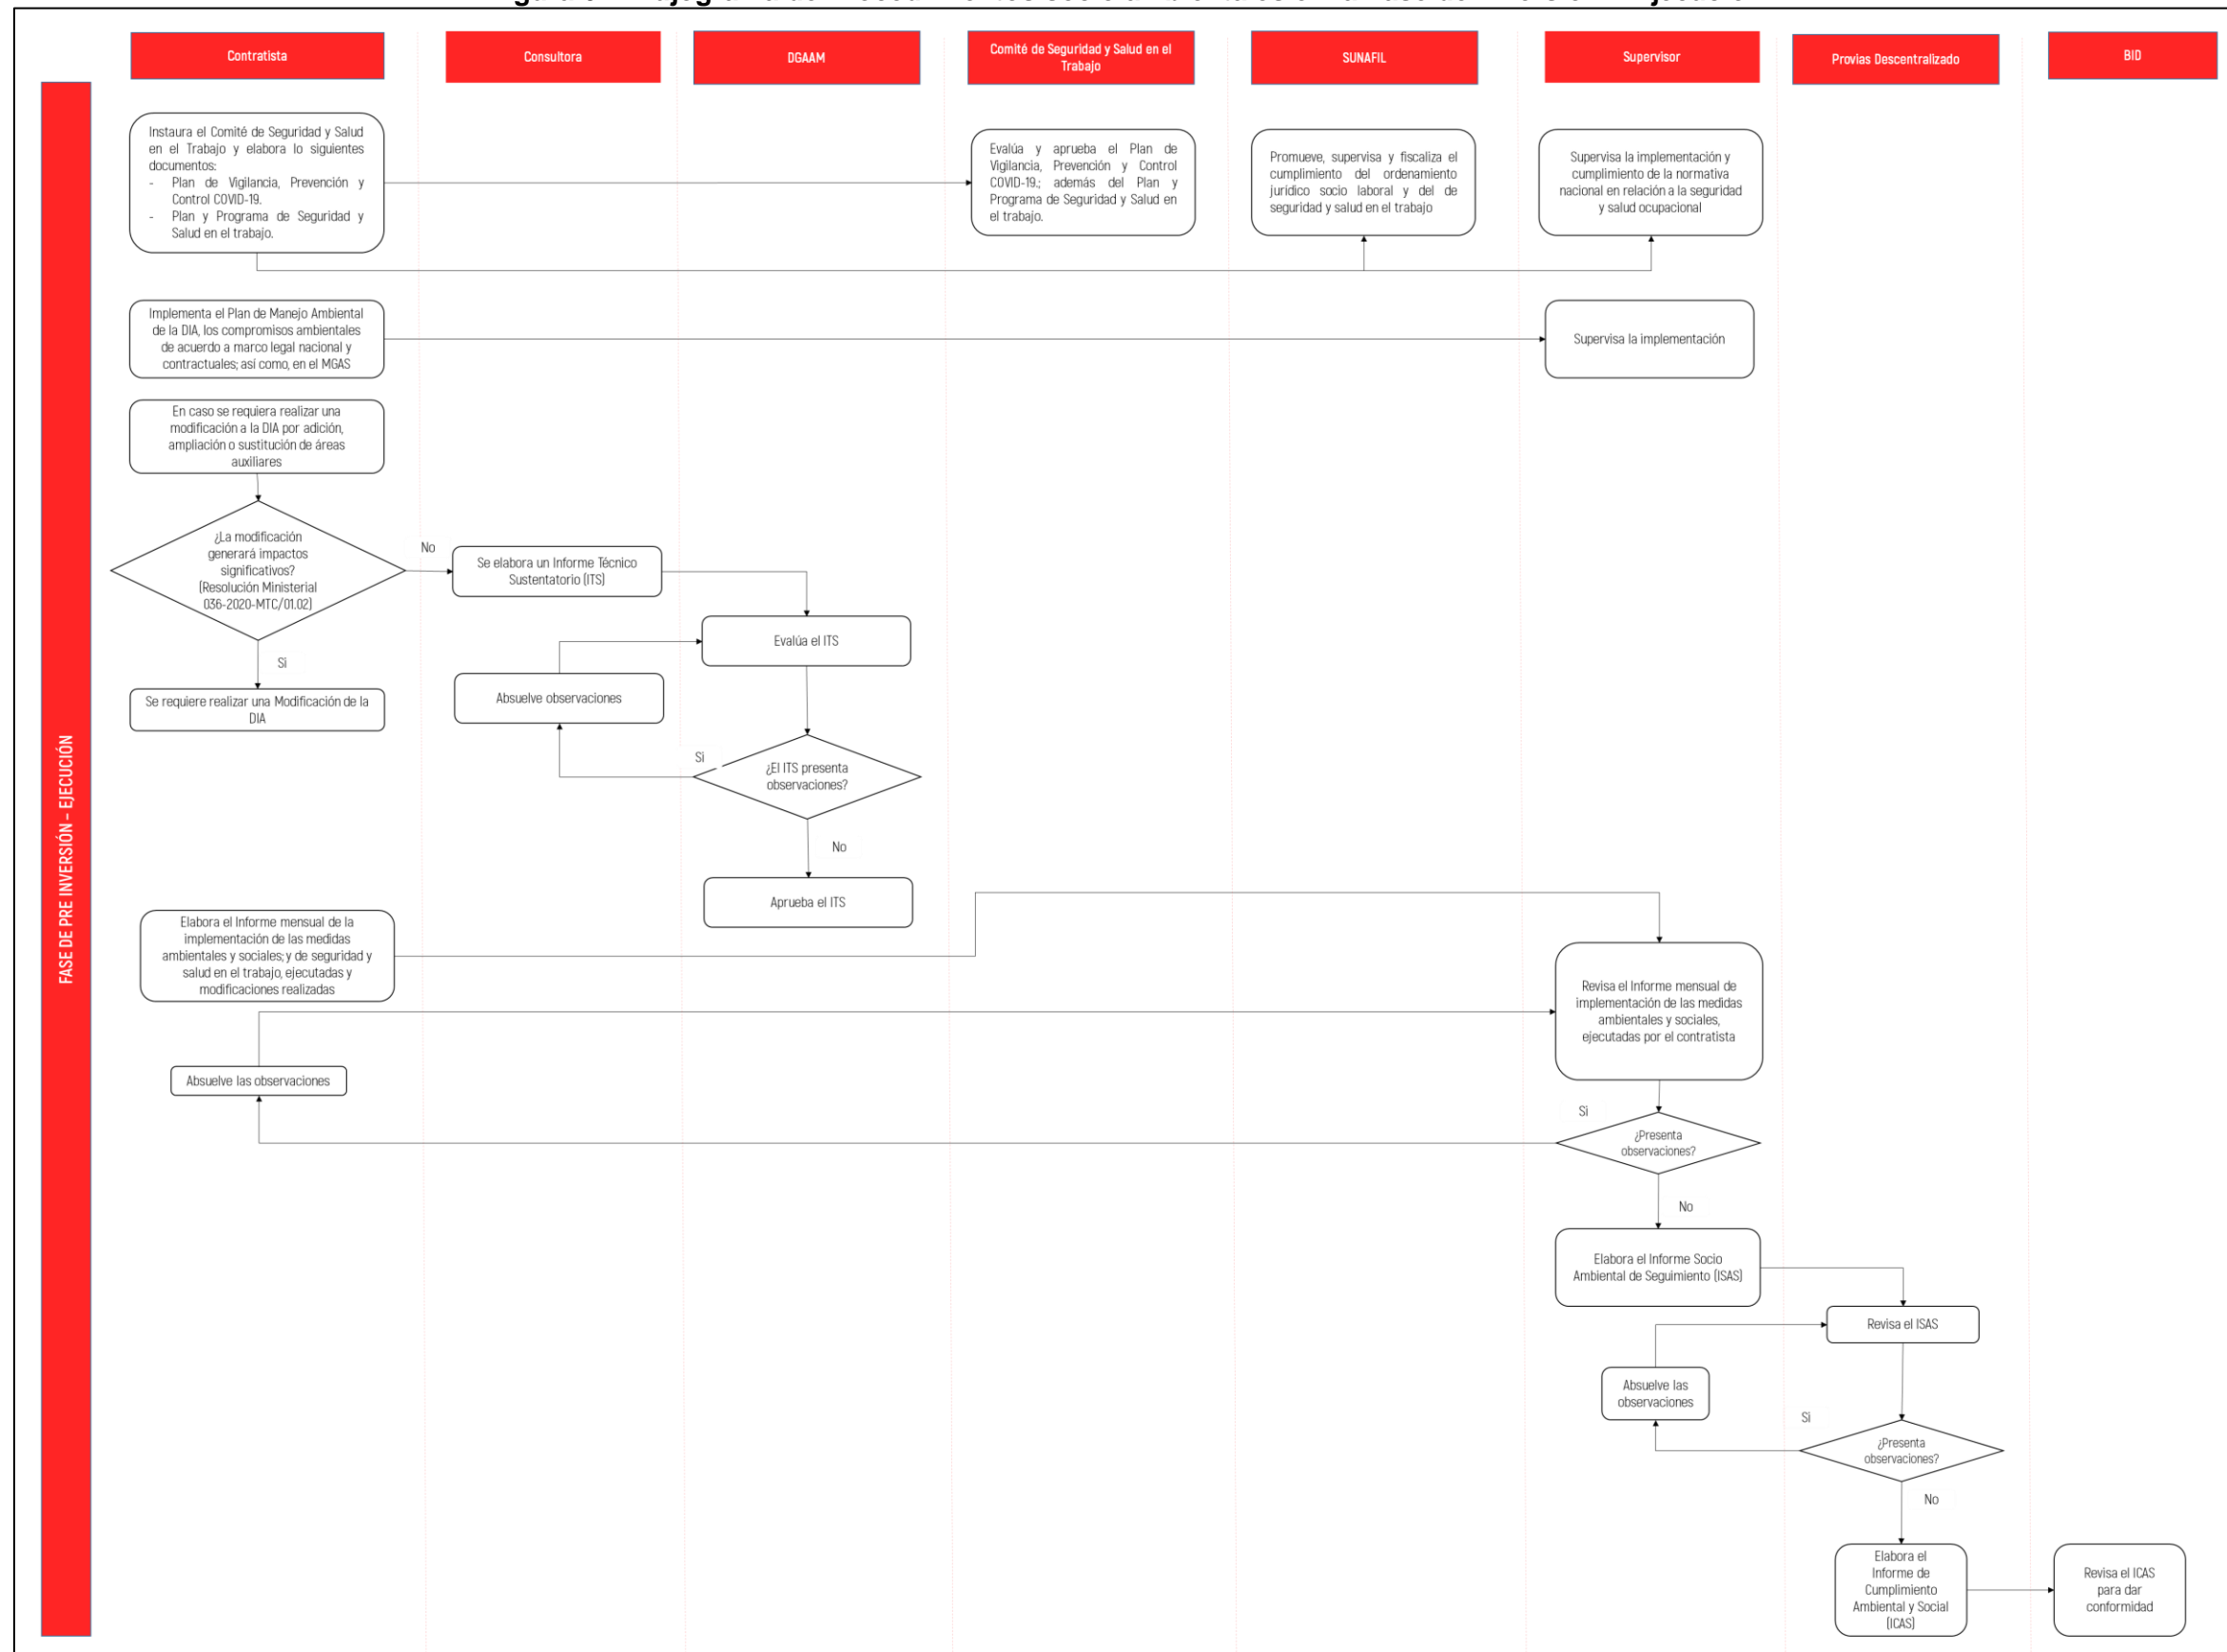 Contratista
Consultora
DGAAM
Comité de Seguridad y Salud en el
Trabajo
SUNAFIL
Supervisor
Provias Descentralizado
BID
FASE DE PRE INVERSIÓN – EJECUCIÓN
Instaura el Comité de Seguridad y Salud
en el Trabajo y elabora lo siguientes
documentos:
- Plan de Vigilancia, Prevención y
Control COVID-19.
- Plan y Programa de Seguridad y
Salud en el trabajo.
Evalúa y aprueba el Plan de
Vigilancia, Prevención y Control
COVID-19.; además del Plan y
Programa de Seguridad y Salud en
el trabajo.
Promueve, supervisa y fiscaliza el
cumplimiento del ordenamiento
jurídico socio laboral y del de
seguridad y salud en el trabajo
Supervisa la implementación y
cumplimiento de la normativa
nacional en relación a la seguridad
y salud ocupacional
Implementa el Plan de Manejo Ambiental
de la DIA, los compromisos ambientales
de acuerdo a marco legal nacional y
contractuales; así como, en el MGAS
Supervisa la implementación
En caso se requiera realizar una
modificación a la DIA por adición,
ampliación o sustitución de áreas
auxiliares
¿La modificación
generará impactos
significativos?
(Resolución Ministerial
036-2020-MTC/01.02)
No
Se elabora un Informe Técnico
Sustentatorio (ITS)
Evalúa el ITS
Si
Absuelve observaciones
Se requiere realizar una Modificación de la
DIA
Si
¿El ITS presenta
observaciones?
No
Aprueba el ITS
Elabora el Informe mensual de la
implementación de las medidas
ambientales y sociales; y de seguridad y
salud en el trabajo, ejecutadas y
modificaciones realizadas
Revisa el Informe mensual de
implementación de las medidas
ambientales y sociales,
ejecutadas por el contratista
Absuelve las observaciones
Si
¿Presenta
observaciones?
No
Elabora el Informe Socio
Ambiental de Seguimiento (ISAS)
Revisa el ISAS
Absuelve las
observaciones
Si
¿Presenta
observaciones?
No
Elabora el
Informe de
Cumplimiento
Ambiental y Social
(ICAS)
Revisa el ICAS
para dar
conformidad